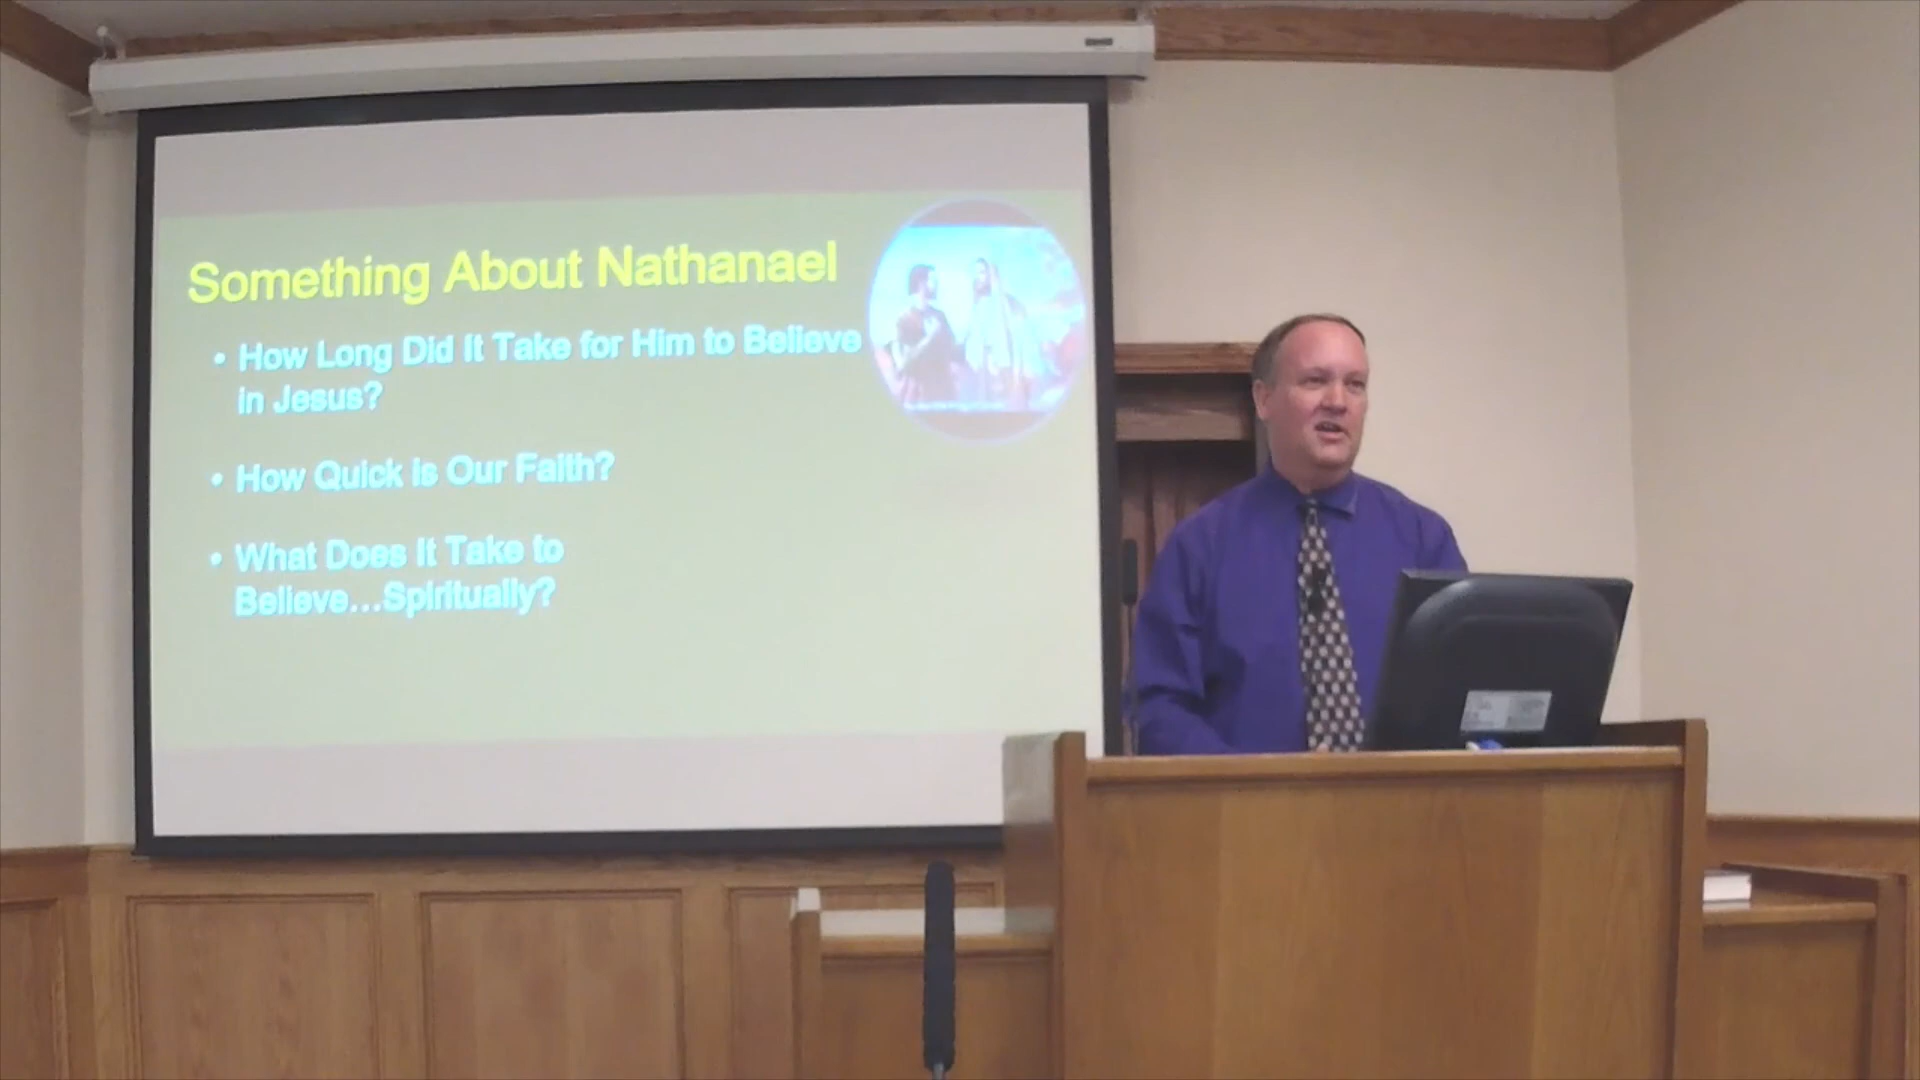 Something About Nathanael
• How Long Did It Take for Him to Believe
in Jesus?
• How Quick is Our Faith?
• What Does It Take to
Believe...Spiritually?